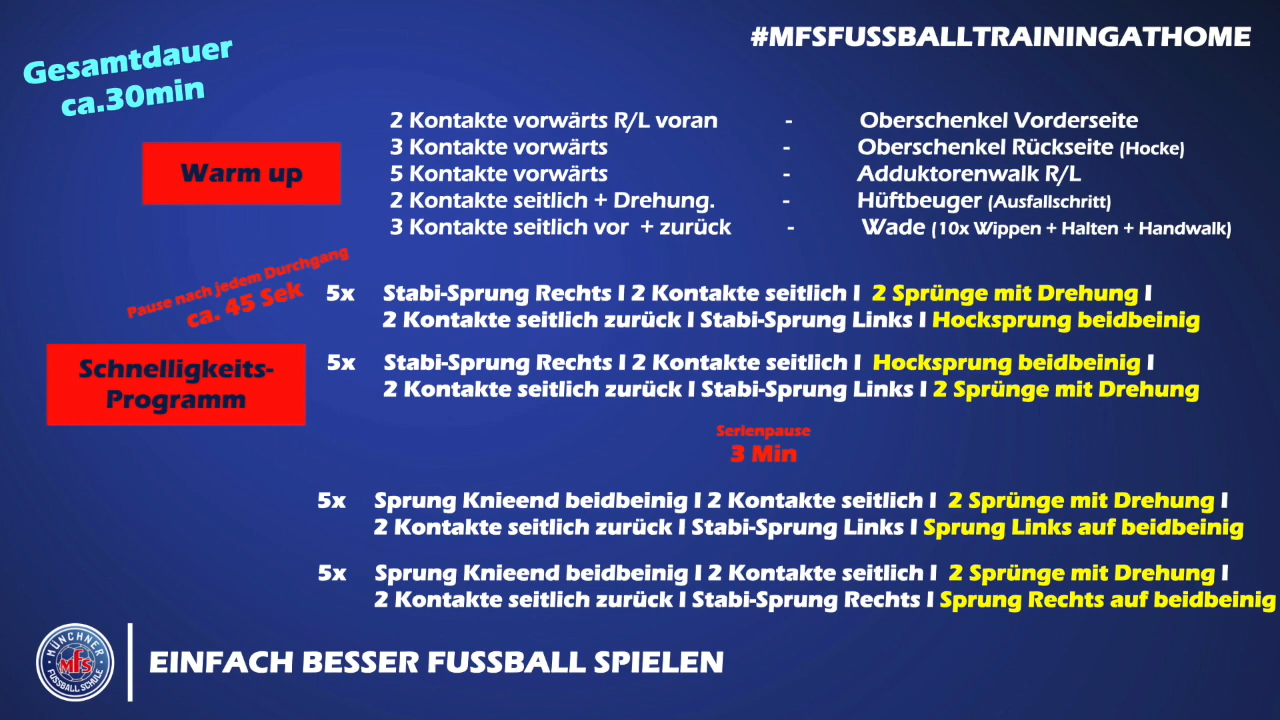 #MFSFUSSBALLTRAININGATHOME
Gesamtdauer
ca.30min
Warm up
2 Kontakte vorwärts R/L voran - Oberschenkel Vorderseite
3 Kontakte vorwärts - Oberschenkel Rückseite (Hocke)
5 Kontakte vorwärts - Adduktorenwalk R/L
2 Kontakte seitlich + Drehung. - Hüftbeuger (Ausfallschritt)
3 Kontakte seitlich vor + zurück - Wade (10x Wippen + Halten + Handwalk)
Pause nach jedem Durchgang
ca. 45 Sek
Schnelligkeits-
Programm
5x Stabi-Sprung Rechts I 2 Kontakte seitlich I 2 Sprünge mit Drehung I
2 Kontakte seitlich zurück I Stabi-Sprung Links I Hocksprung beidbeinig
5x Stabi-Sprung Rechts I 2 Kontakte seitlich I Hocksprung beidbeinig I
2 Kontakte seitlich zurück I Stabi-Sprung Links I 2 Sprünge mit Drehung
Serienpause
3 Min
5x Sprung Knieend beidbeinig I 2 Kontakte seitlich I 2 Sprünge mit Drehung I
2 Kontakte seitlich zurück I Stabi-Sprung Links I Sprung Links auf beidbeinig
5x Sprung Knieend beidbeinig I 2 Kontakte seitlich I 2 Sprünge mit Drehung I
2 Kontakte seitlich zurück I Stabi-Sprung Rechts I Sprung Rechts auf beidbeinig
MÜNCHNER
MFS
FUSSBALL SCHULE
EINFACH BESSER FUSSBALL SPIELEN